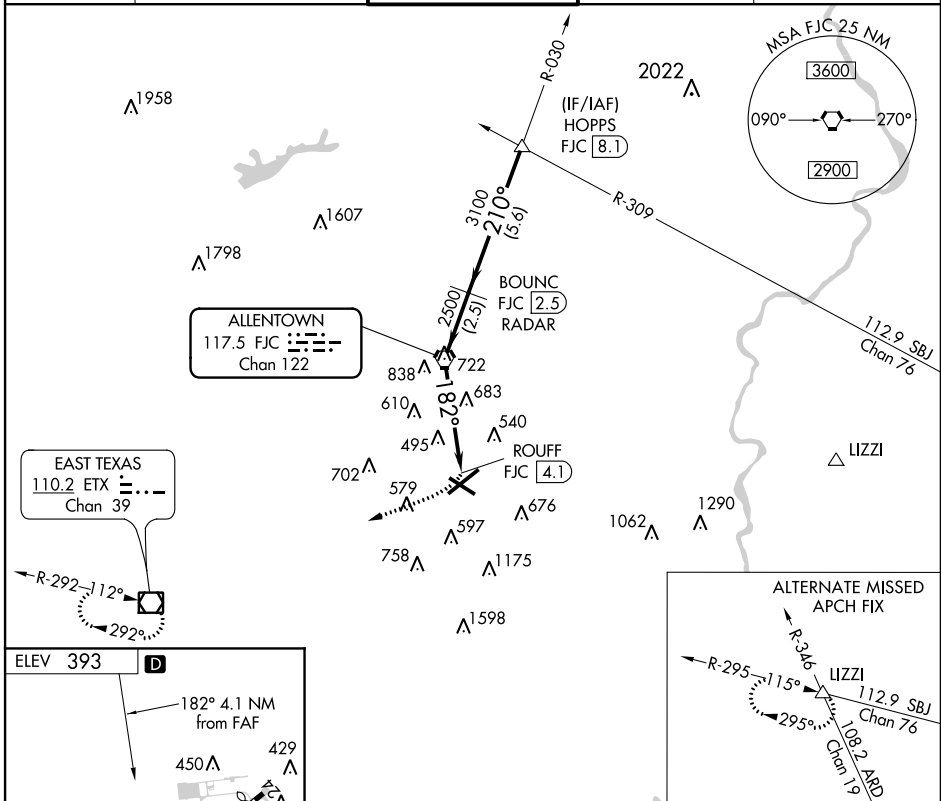 MSA FJC 25 NM
3600
090°
270°
2900
R-030
2022
1958
(IF/IAF)
HOPPS
FJC 8.1
R-309
3100
210°
(5.6)
1607
1798
BOUNC
FJC 2.5
RADAR
2500
(2.5)
112.9 SBJ
Chan 76
ALLENTOWN
117.5 FJC
Chan 122
722
838
182°
683
610
540
495
ROUFF
FJC 4.1
702
LIZZI
EAST TEXAS
110.2 ETX
Chan 39
579
676
1290
1062
597
758
1175
R-292
112°
292°
1598
ALTERNATE MISSED
APCH FIX
R-346
LIZZI
R-295
115°
295°
112.9 SBJ
Chan 76
108.2 ARD
Chan 19
ELEV 393
D
182° 4.1 NM
from FAF
450
429
24